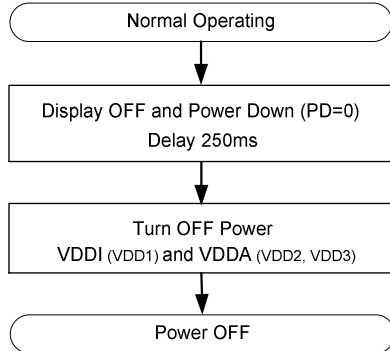 Normal Operating
Display OFF and Power Down (PD=0)
Delay 250ms
Turn OFF Power
VDDI (VDD1) and VDDA (VDD2, VDD3)
Power OFF